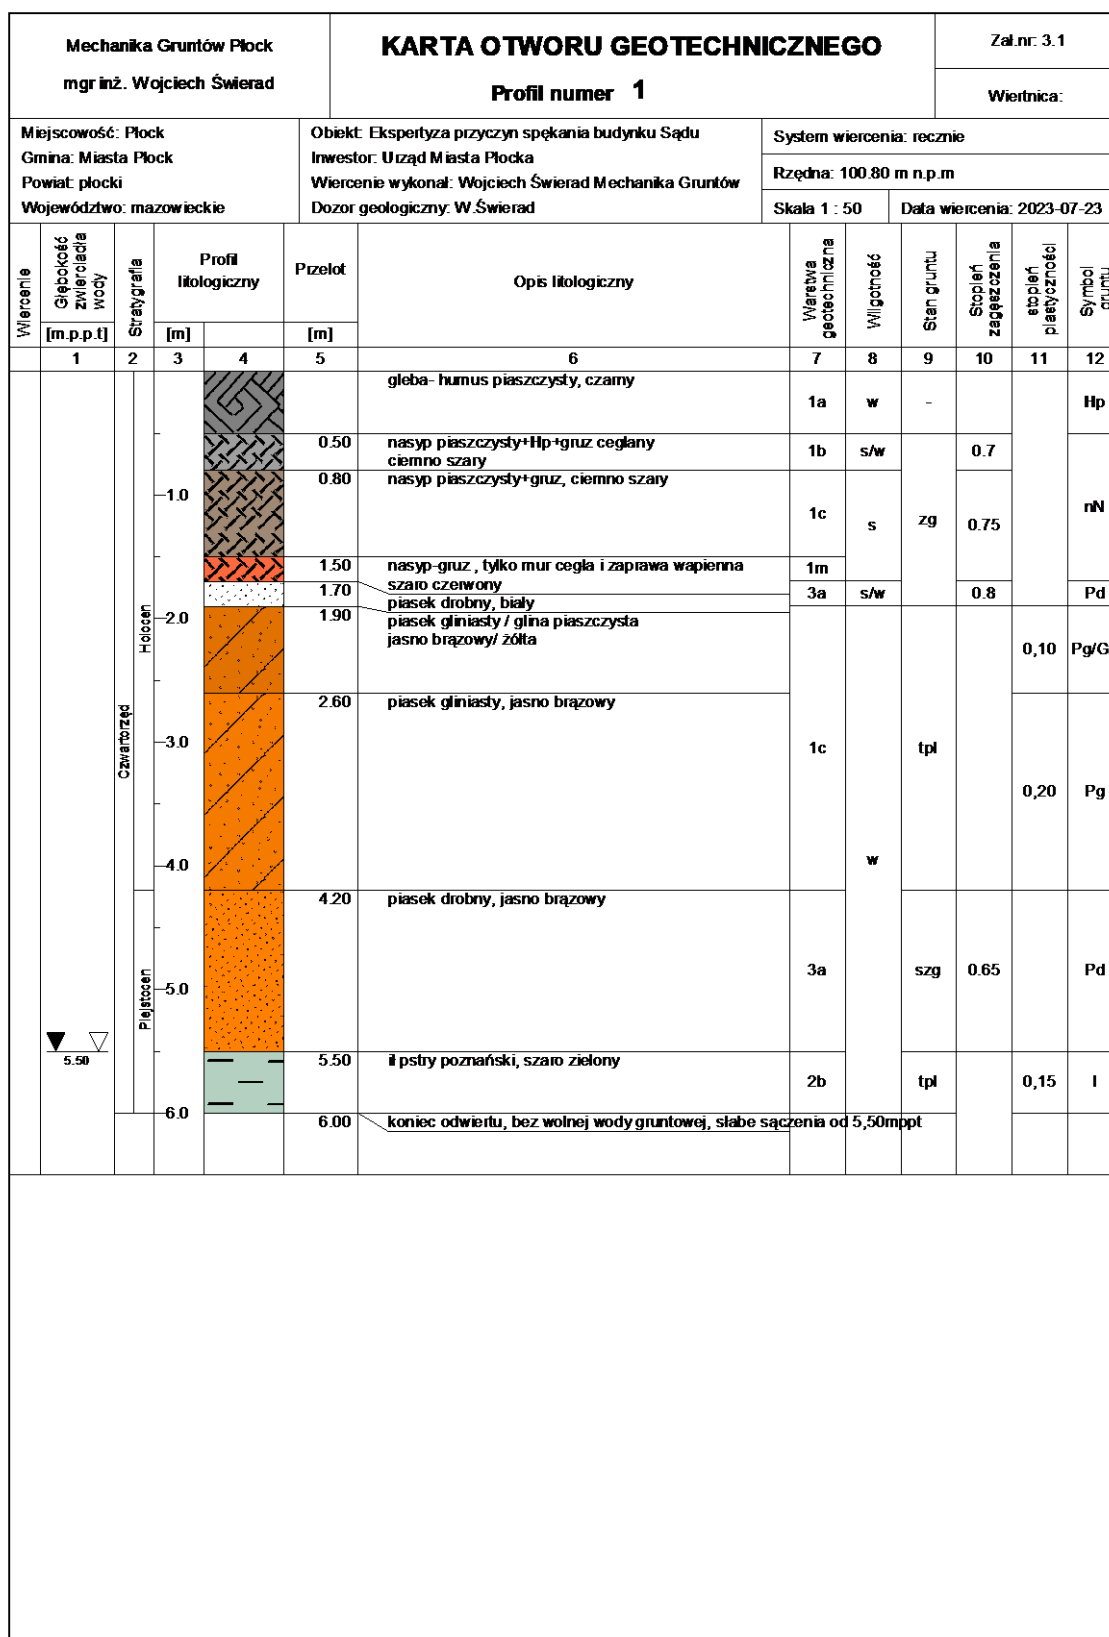 Mechanika Gruntów Płock
mgr inż. Wojciech Świerad
KARTA OTWORU GEOTECHNICZNEGO
Profil numer 1
Zał.nr: 3.1
Wiertnica:
Miejscowość: Płock
Gmina: Miasta Płock
Powiat: płocki
Województwo: mazowieckie
Obiekt: Ekspertyza przyczyn spękania budynku Sądu
Inwestor: Urząd Miasta Płocka
Wiercenie wykonał: Wojciech Świerad Mechanika Gruntów
Dozor geologiczny: W.Świerad
System wiercenia: recznie
Rzędna: 100.80 m n.p.m
Skala 1 : 50
Data wiercenia: 2023-07-23
Wiercenie
Głębokość zwierciadła wody
[m.p.p.t]
Stratygrafia
Profil litologiczny
[m]
Przelot
[m]
Opis litologiczny
Warstwa geotechniczna
Wilgotność
Stan gruntu
Stopień zagęszczenia
stopień plastyczności
Symbol gruntu
1 2 3 4 5 6 7 8 9 10 11 12
gleba- humus piaszczysty, czarny
1a w - Hp
0.50 nasyp piaszczysty+Hp+gruz ceglany
ciemno szary
1b s/w 0.7
0.80 nasyp piaszczysty+gruz, ciemno szary
1.0
1c s zg 0.75 nN
1.50 nasyp-gruz , tylko mur cegła i zaprawa wapienna
szaro czerwony
1m
1.70 piasek drobny, biały
3a s/w 0.8 Pd
1.90 piasek gliniasty / glina piaszczysta
jasno brązowy/ żółta
2.0
Holocen
0,10 Pg/G
2.60 piasek gliniasty, jasno brązowy
Czwartorzęd
3.0
1c tpl
0,20 Pg
4.0
w
4.20 piasek drobny, jasno brązowy
3a szg 0.65 Pd
5.0
Plejstocen
5.50
5.50 ił pstry poznański, szaro zielony
2b tpl 0,15 I
6.0
6.00 koniec odwiertu, bez wolnej wody gruntowej, słabe sączenia od 5,50mppt